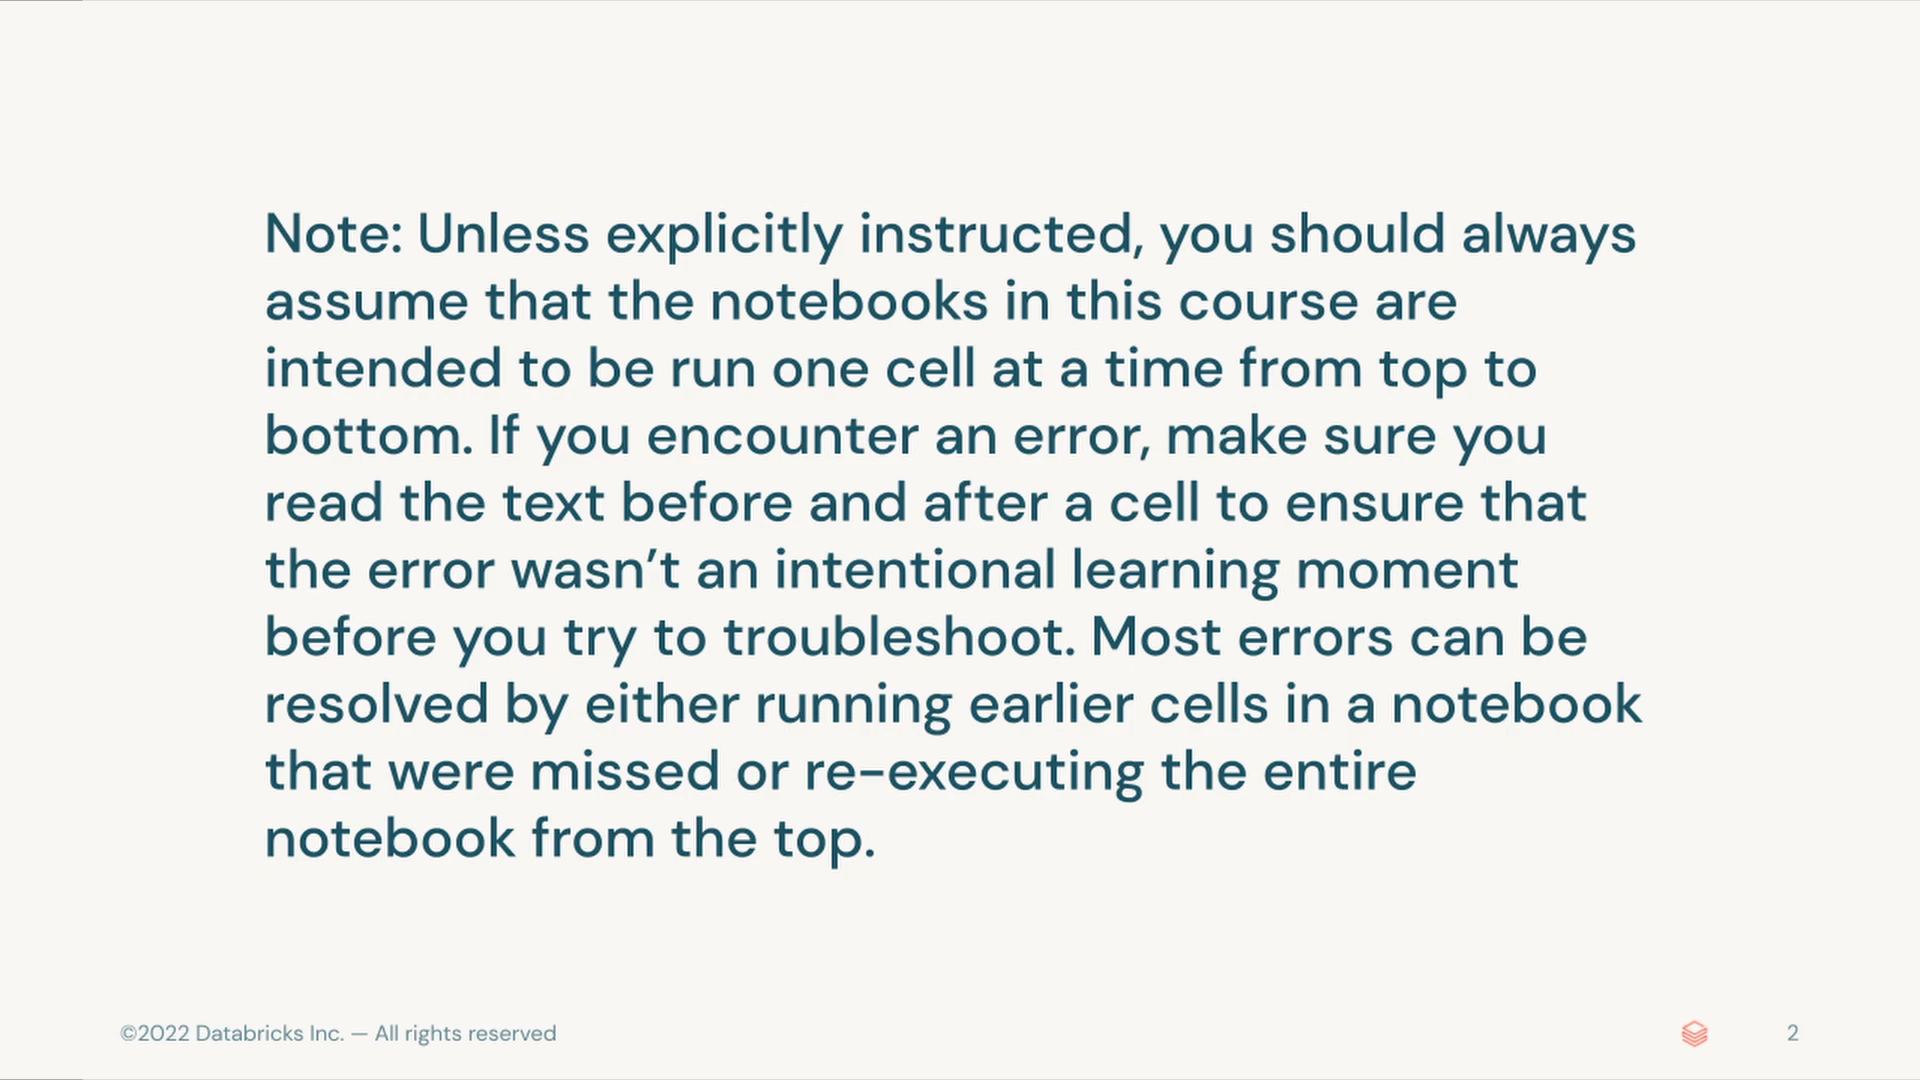 Note: Unless explicitly instructed, you should always
assume that the notebooks in this course are
intended to be run one cell at a time from top to
bottom. If you encounter an error, make sure you
read the text before and after a cell to ensure that
the error wasn’t an intentional learning moment
before you try to troubleshoot. Most errors can be
resolved by either running earlier cells in a notebook
that were missed or re-executing the entire
notebook from the top.
©2022 Databricks Inc. — All rights reserved
2